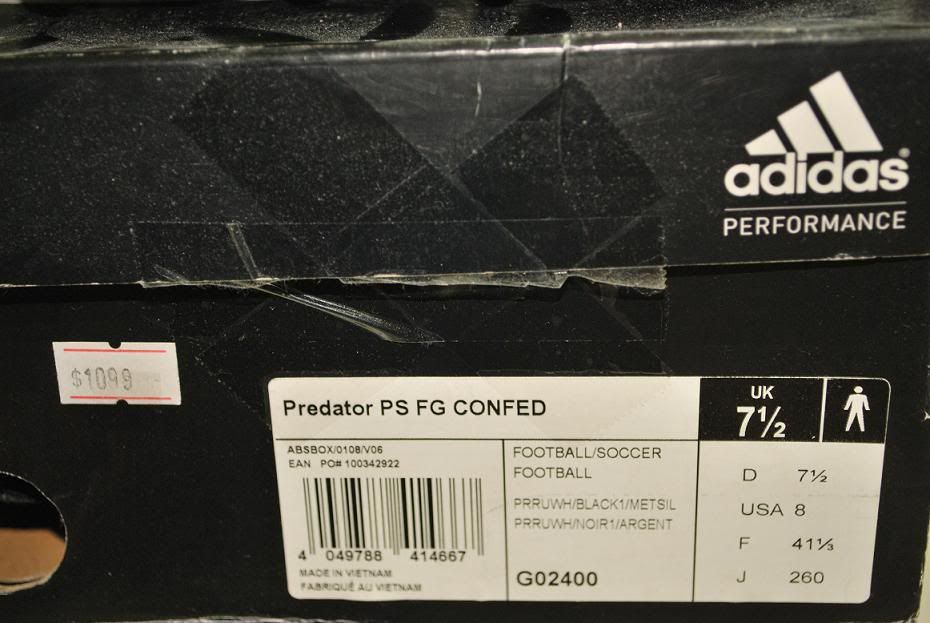 adidas®
PERFORMANCE
$1099
Predator PS FG CONFED
UK
7½
ABSBOX/0108/V06
EAN PO# 100342922
4 049788 414667
MADE IN VIETNAM
FABRIQUÉ AU VIETNAM
FOOTBALL/SOCCER
FOOTBALL
PRRUWH/BLACK1/METSIL
PRRUWH/NOIR1/ARGENT
G02400
D 7½
USA 8
F 41⅓
J 260